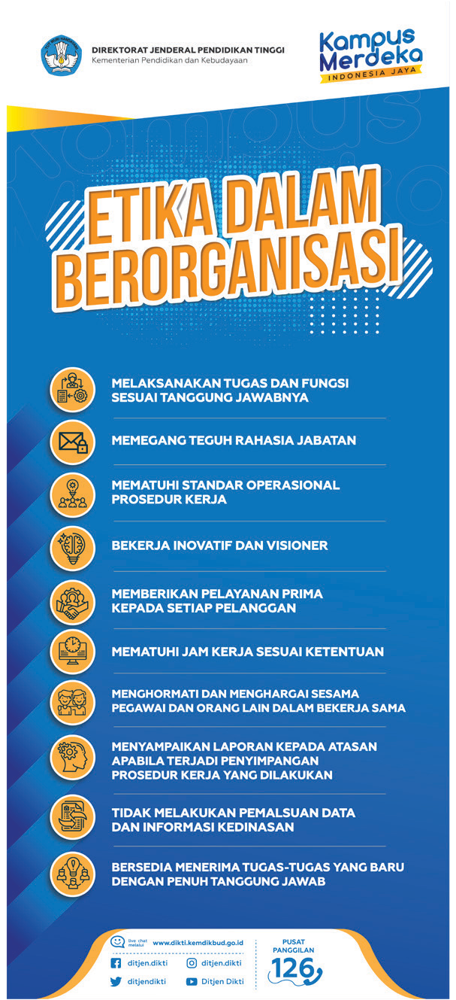 DIREKTORAT JENDERAL PENDIDIKAN TINGGI
Kementerian Pendidikan dan Kebudayaan
Kampus
Merdeka
INDONESIA JAYA
TUT WURI HANDAYANI
ETIKA DALAM
BERORGANISASI
MELAKSANAKAN TUGAS DAN FUNGSI
SESUAI TANGGUNG JAWABNYA
MEMEGANG TEGUH RAHASIA JABATAN
MEMATUHI STANDAR OPERASIONAL
PROSEDUR KERJA
BEKERJA INOVATIF DAN VISIONER
MEMBERIKAN PELAYANAN PRIMA
KEPADA SETIAP PELANGGAN
MEMATUHI JAM KERJA SESUAI KETENTUAN
MENGHORMATI DAN MENGHARGAI SESAMA
PEGAWAI DAN ORANG LAIN DALAM BEKERJA SAMA
MENYAMPAIKAN LAPORAN KEPADA ATASAN
APABILA TERJADI PENYIMPANGAN
PROSEDUR KERJA YANG DILAKUKAN
TIDAK MELAKUKAN PEMALSUAN DATA
DAN INFORMASI KEDINASAN
BERSEDIA MENERIMA TUGAS-TUGAS YANG BARU
DENGAN PENUH TANGGUNG JAWAB
live chat
melalui
www.dikti.kemdikbud.go.id
ditjen.dikti
ditjen.dikti
ditjendikti
Ditjen Dikti
PUSAT
PANGGILAN
126